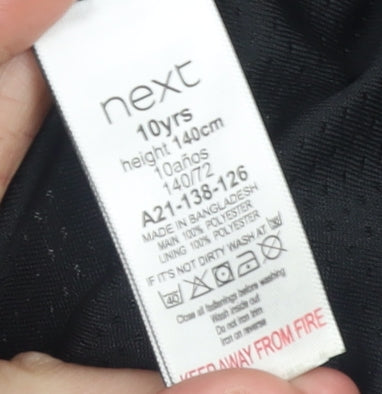 next
10yrs
height 140cm
10años
140/72
A21-138-126
MADE IN BANGLADESH
MAIN 100% POLYESTER
LINING 100% POLYESTER
IF IT'S NOT DIRTY WASH AT 30
40
Close all fastenings before washing
Wash inside out
Do not iron trim
Iron on reverse
KEEP AWAY FROM FIRE